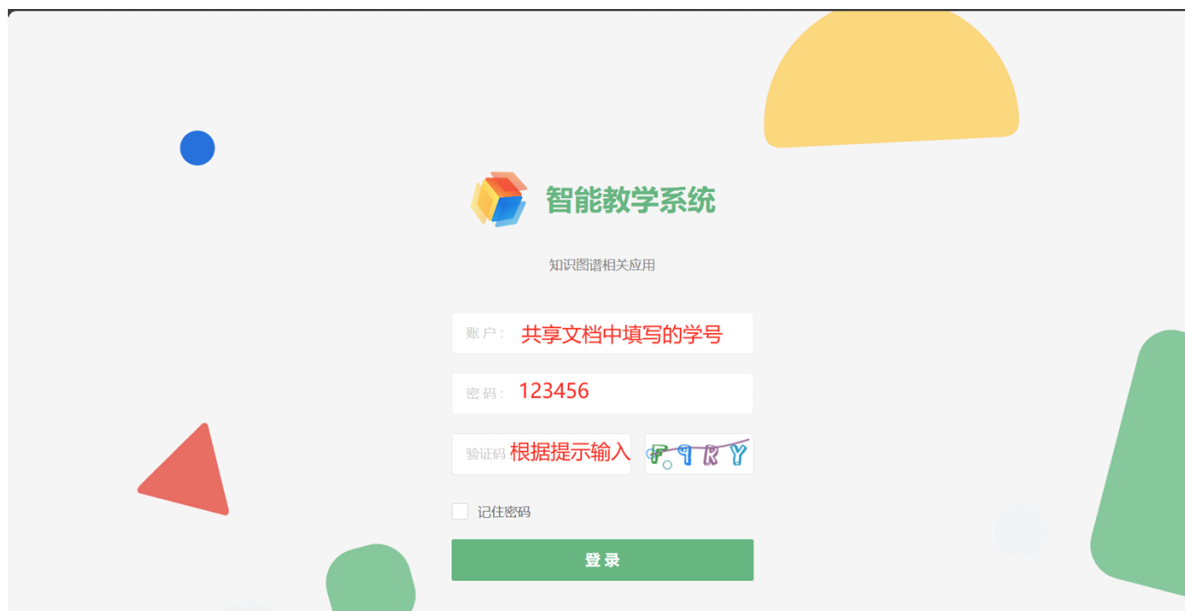 智能教学系统
知识图谱相关应用
账 户 : 共享文档中填写的学号
密 码 : 123456
验证码 根据提示输入 FqRY
记住密码
登 录